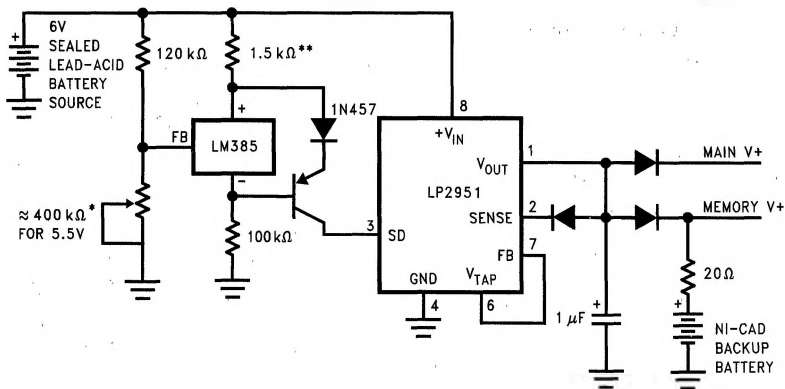 +
6V
SEALED
LEAD-ACID
BATTERY
SOURCE
120 kΩ
1.5 kΩ**
1N457
8
+VIN
FB
+
LM385
-
VOUT
1
MAIN V+
LP2951
≈ 400 kΩ*
FOR 5.5V
100 kΩ
3
SD
SENSE
2
MEMORY V+
7
FB
GND
VTAP
4
6
20Ω
+
1 μF
+
NI-CAD
BACKUP
BATTERY